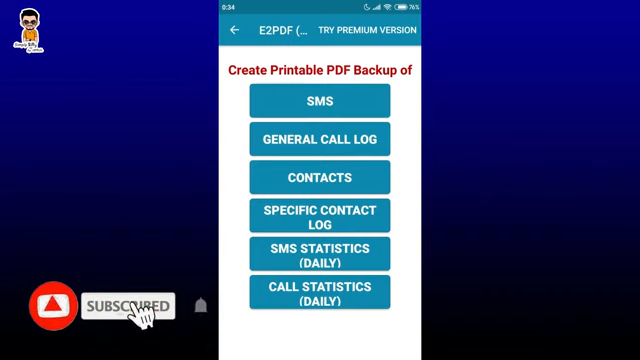 0:34
76%
E2PDF (...
TRY PREMIUM VERSION
Create Printable PDF Backup of
SMS
GENERAL CALL LOG
CONTACTS
SPECIFIC CONTACT
LOG
SMS STATISTICS
(DAILY)
CALL STATISTICS
(DAILY)
SUBSCRIBED